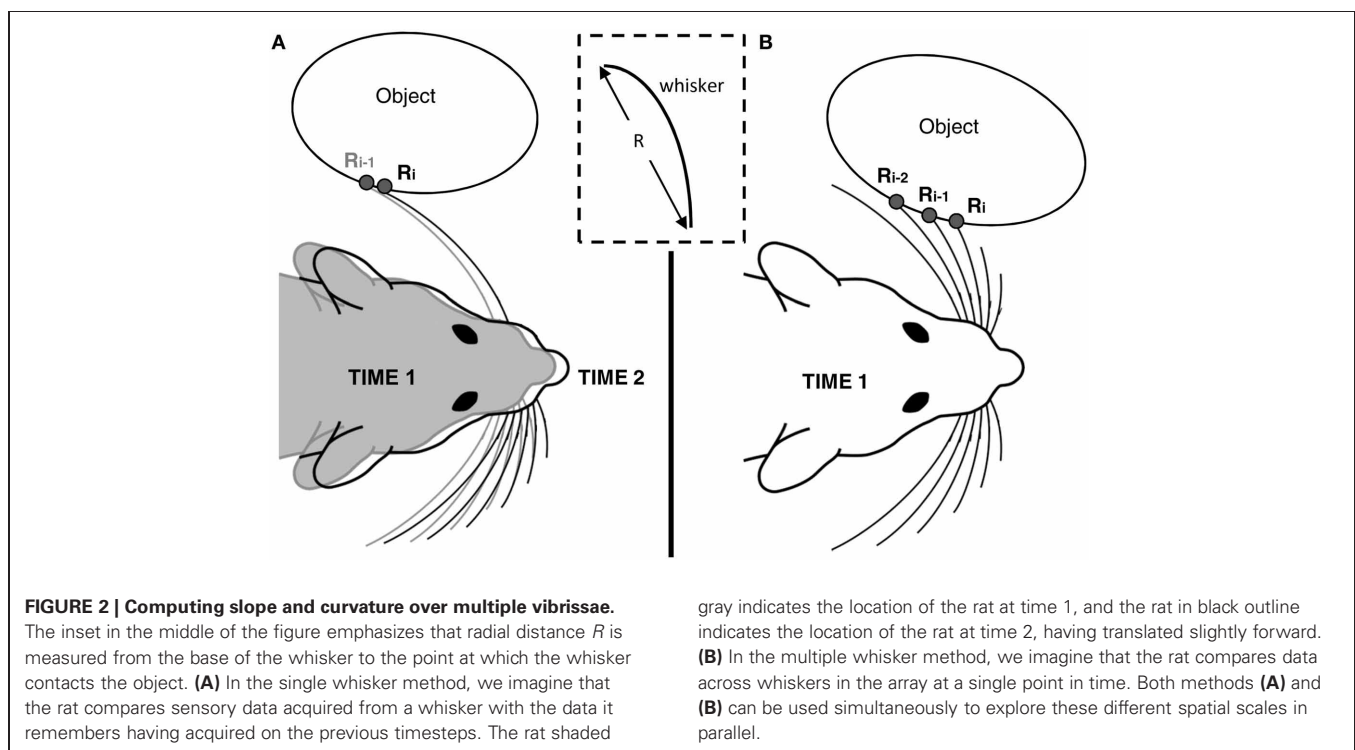 A
Object
Ri-1
Ri
TIME 1
TIME 2
whisker
R
B
Object
Ri-2
Ri-1
Ri
TIME 1
FIGURE 2 | Computing slope and curvature over multiple vibrissae.
The inset in the middle of the figure emphasizes that radial distance R is
measured from the base of the whisker to the point at which the whisker
contacts the object. (A) In the single whisker method, we imagine that
the rat compares sensory data acquired from a whisker with the data it
remembers having acquired on the previous timesteps. The rat shaded
gray indicates the location of the rat at time 1, and the rat in black outline
indicates the location of the rat at time 2, having translated slightly forward.
(B) In the multiple whisker method, we imagine that the rat compares data
across whiskers in the array at a single point in time. Both methods (A) and
(B) can be used simultaneously to explore these different spatial scales in
parallel.